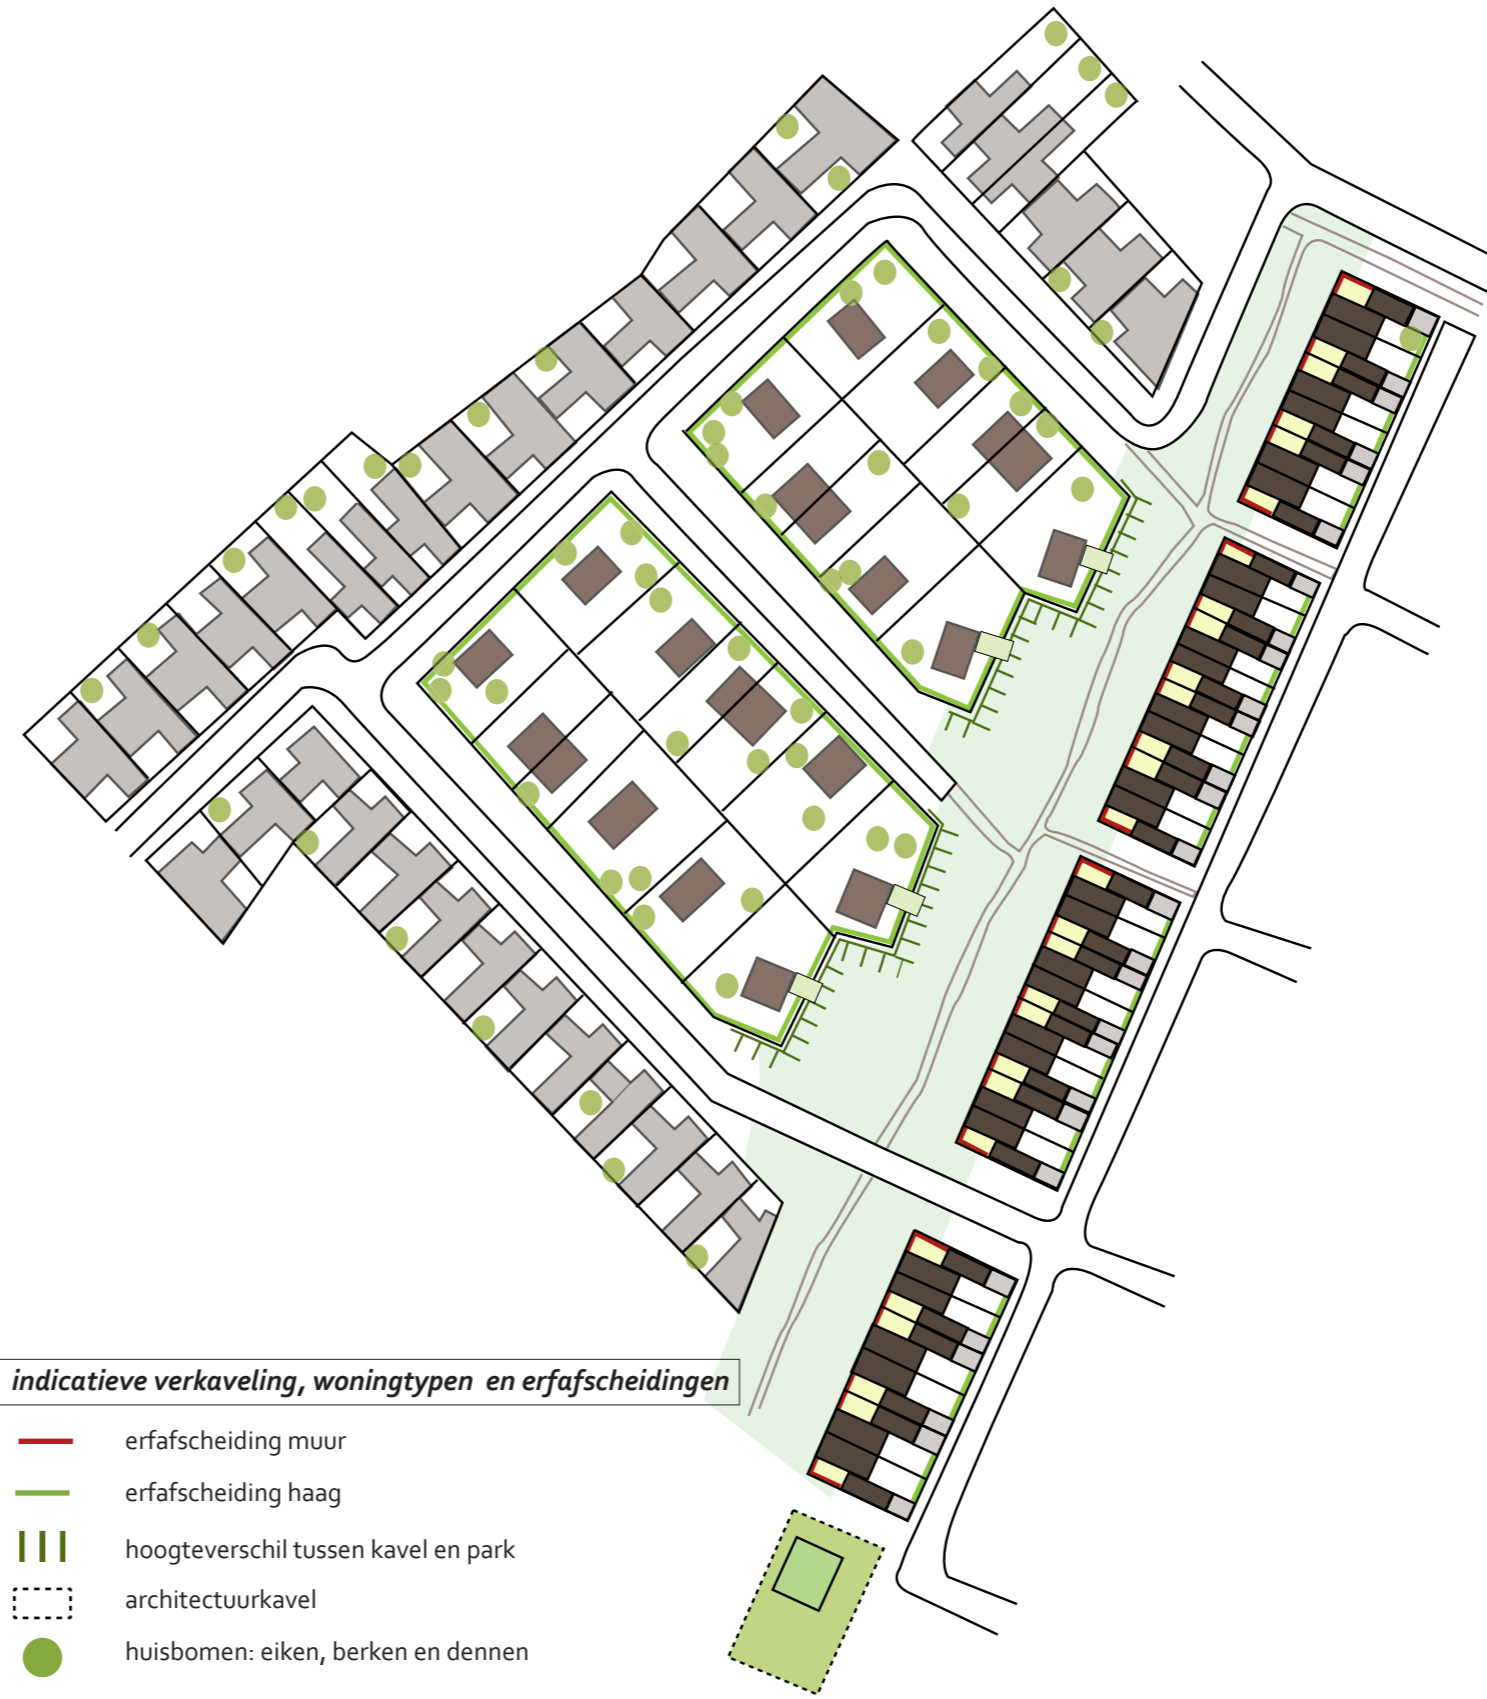 indicatieve verkaveling, woningtypen en erfafscheidingen
erfafscheiding muur
erfafscheiding haag
hoogteverschil tussen kavel en park
architectuurkavel
huisbomen: eiken, berken en dennen